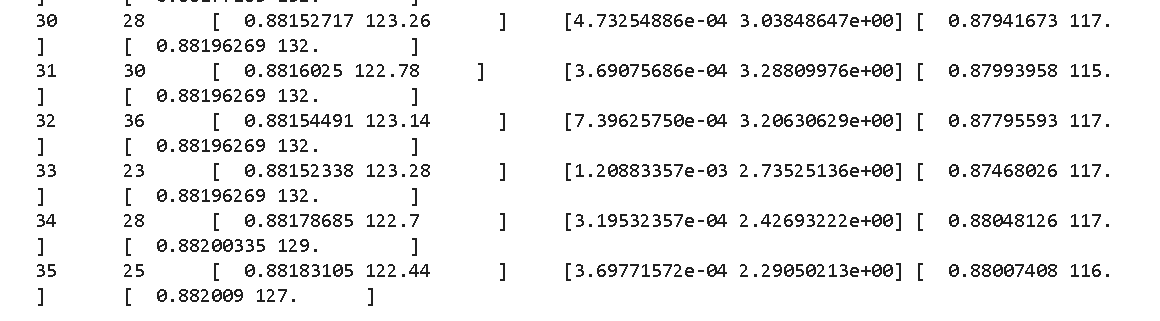 30       28       [  0.88152717 123.26       ]       [4.73254886e-04 3.03848647e+00] [  0.87941673 117.
]       [  0.88196269 132.       ]
31       30       [  0.8816025 122.78       ]       [3.69075686e-04 3.28809976e+00] [  0.87993958 115.
]       [  0.88196269 132.       ]
32       36       [  0.88154491 123.14       ]       [7.39625750e-04 3.20630629e+00] [  0.87795593 117.
]       [  0.88196269 132.       ]
33       23       [  0.88152338 123.28       ]       [1.20883357e-03 2.73525136e+00] [  0.87468026 117.
]       [  0.88196269 132.       ]
34       28       [  0.88178685 122.7       ]       [3.19532357e-04 2.42693222e+00] [  0.88048126 117.
]       [  0.88200335 129.       ]
35       25       [  0.88183105 122.44       ]       [3.69771572e-04 2.29050213e+00] [  0.88007408 116.
]       [  0.882009 127.       ]